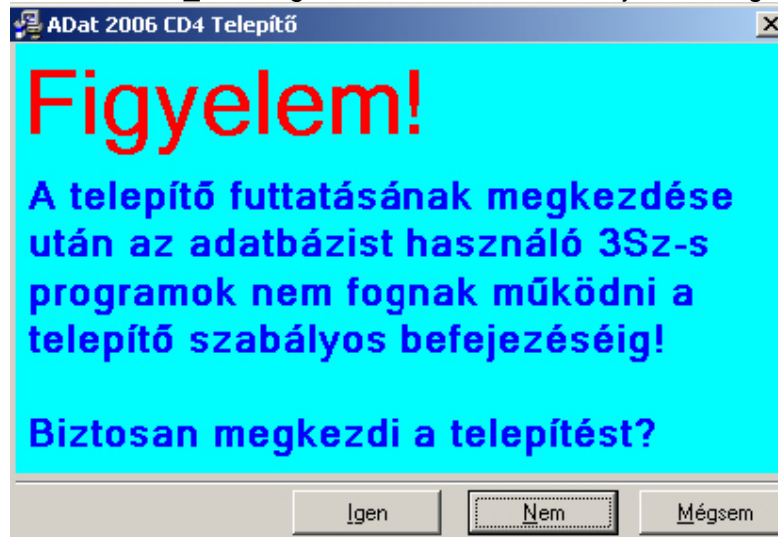 ADat 2006 CD4 Telepítő
Figyelem!
A telepítő futtatásának megkezdése
után az adatbázist használó 3Sz-s
programok nem fognak működni a
telepítő szabályos befejezéséig!
Biztosan megkezdi a telepítést?
Igen
Nem
Mégsem